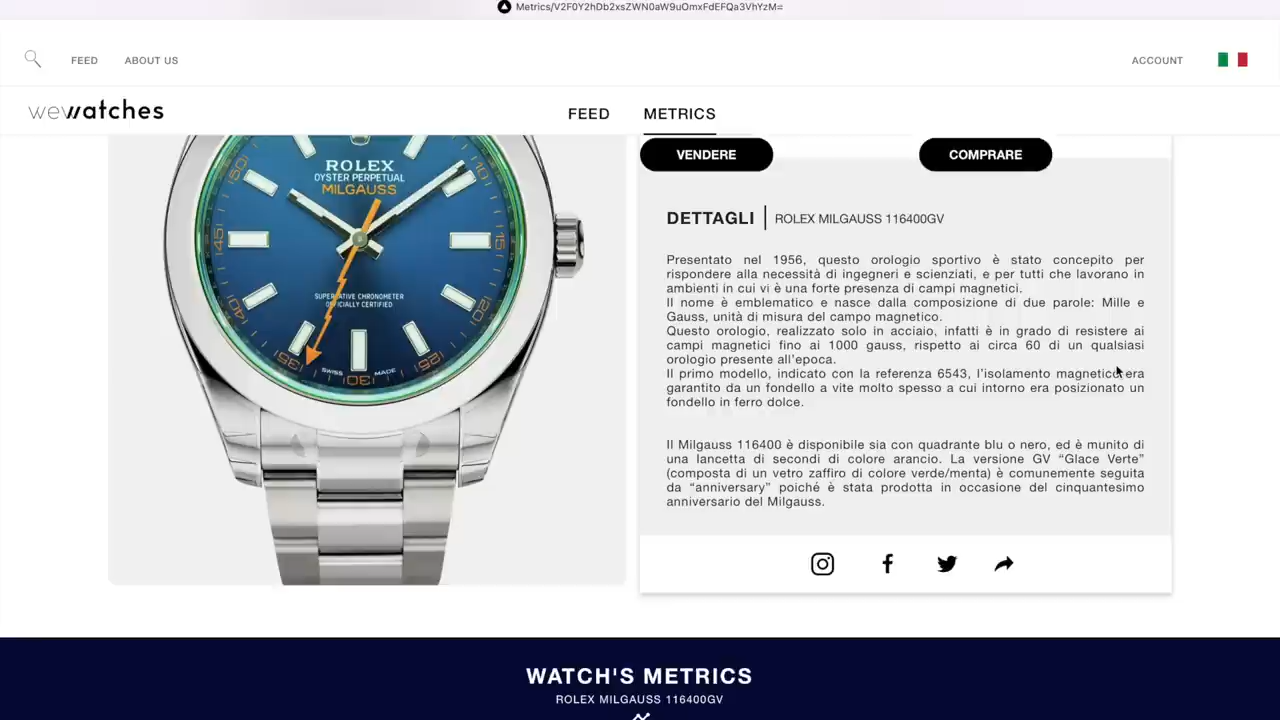 Metrics/V2F0Y2hDb2xsZWN0aW9uOmxFdEFQa3VhYzM=
FEED
ABOUT US
ACCOUNT
wewatches
FEED
METRICS
ROLEX
OYSTER PERPETUAL
MILGAUSS
SUPERLATIVE CHRONOMETER
OFFICIALLY CERTIFIED
SWISS MADE
50
10
45
15
40
20
35
30
25
VENDERE
COMPRARE
DETTAGLI | ROLEX MILGAUSS 116400GV
Presentato nel 1956, questo orologio sportivo è stato concepito per
rispondere alla necessità di ingegneri e scienziati, e per tutti che lavorano in
ambienti in cui vi è una forte presenza di campi magnetici.
Il nome è emblematico e nasce dalla composizione di due parole: Mille e
Gauss, unità di misura del campo magnetico.
Questo orologio, realizzato solo in acciaio, infatti è in grado di resistere ai
campi magnetici fino ai 1000 gauss, rispetto ai circa 60 di un qualsiasi
orologio presente all’epoca.
Il primo modello, indicato con la referenza 6543, l’isolamento magnetico era
garantito da un fondello a vite molto spesso a cui intorno era posizionato un
fondello in ferro dolce.
Il Milgauss 116400 è disponibile sia con quadrante blu o nero, ed è munito di
una lancetta di secondi di colore arancio. La versione GV “Glace Verte”
(composta di un vetro zaffiro di colore verde/menta) è comunemente seguita
da “anniversary” poiché è stata prodotta in occasione del cinquantesimo
anniversario del Milgauss.
WATCH'S METRICS
ROLEX MILGAUSS 116400GV